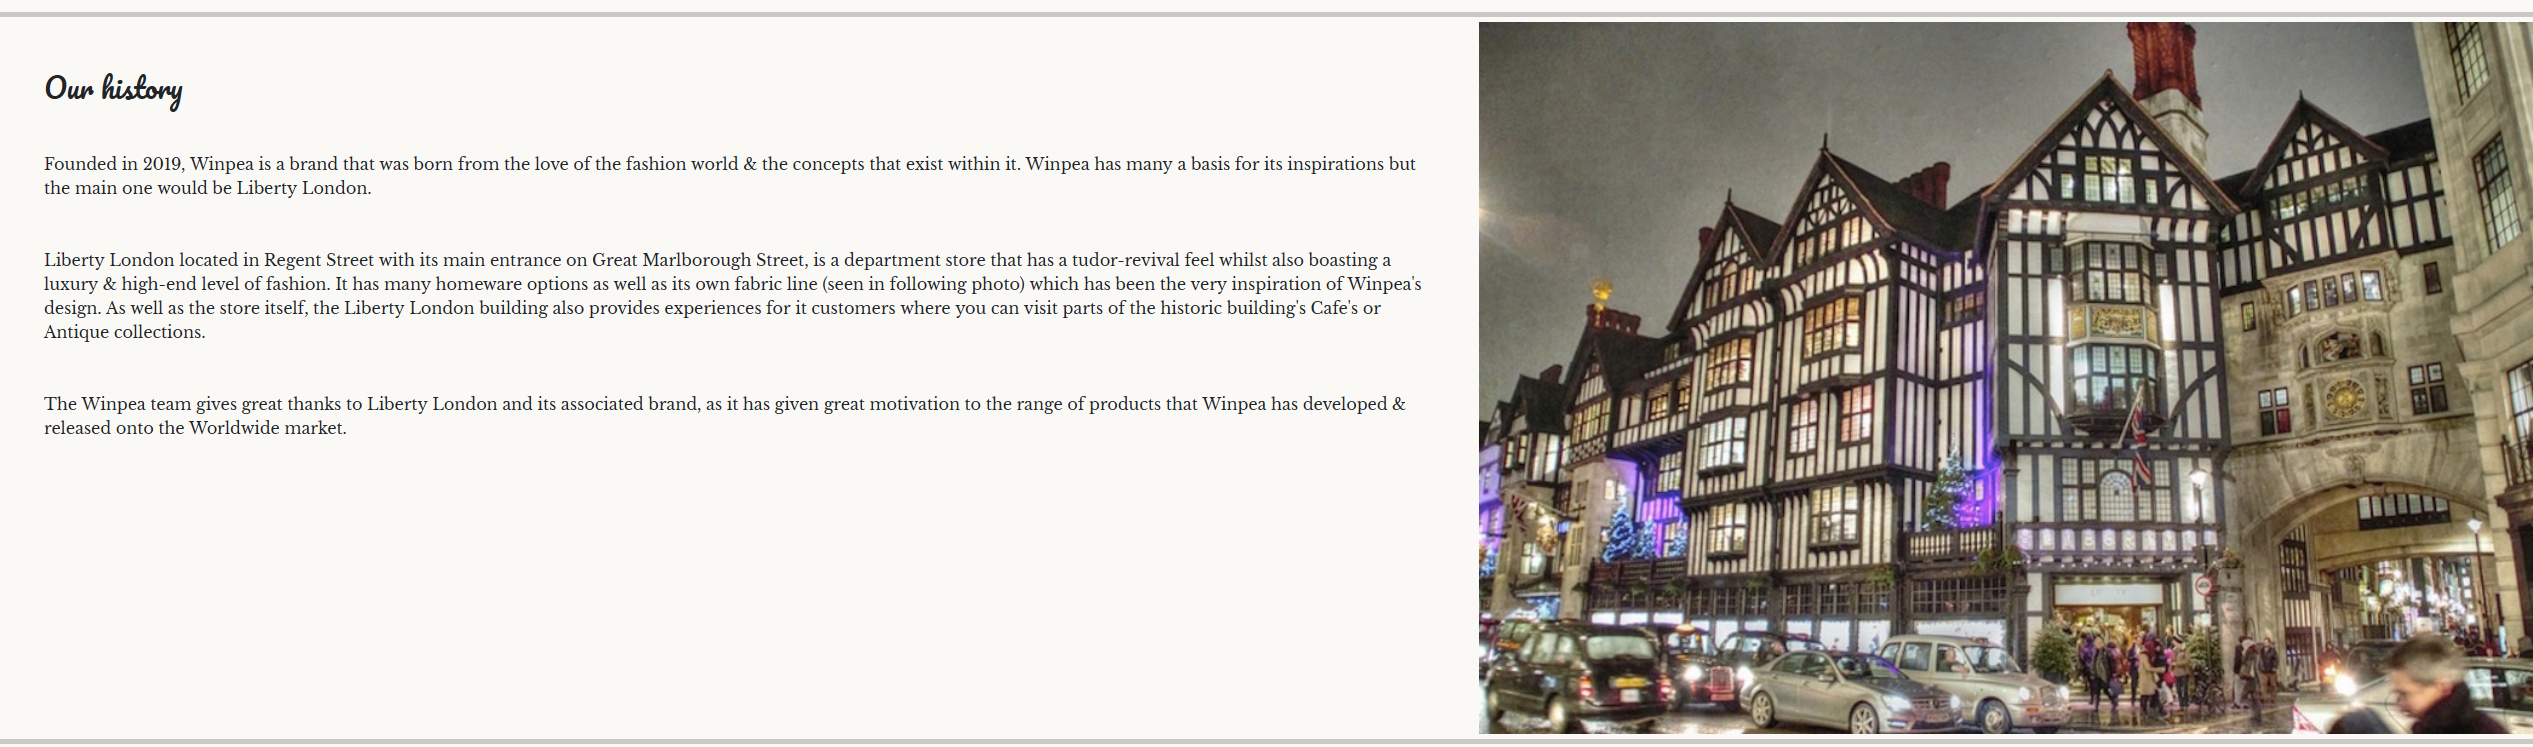 Our history
Founded in 2019, Winpea is a brand that was born from the love of the fashion world & the concepts that exist within it. Winpea has many a basis for its inspirations but
the main one would be Liberty London.
Liberty London located in Regent Street with its main entrance on Great Marlborough Street, is a department store that has a tudor-revival feel whilst also boasting a
luxury & high-end level of fashion. It has many homeware options as well as its own fabric line (seen in following photo) which has been the very inspiration of Winpea's
design. As well as the store itself, the Liberty London building also provides experiences for it customers where you can visit parts of the historic building's Cafe's or
Antique collections.
The Winpea team gives great thanks to Liberty London and its associated brand, as it has given great motivation to the range of products that Winpea has developed &
released onto the Worldwide market.